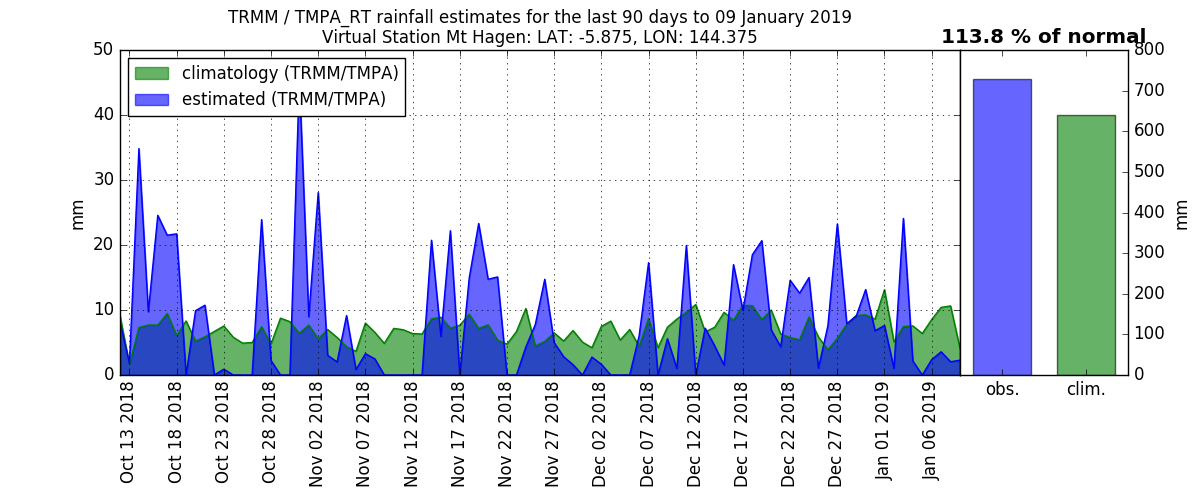 TRMM / TMPA_RT rainfall estimates for the last 90 days to 09 January 2019
Virtual Station Mt Hagen: LAT: -5.875, LON: 144.375
113.8 % of normal
climatology (TRMM/TMPA)
estimated (TRMM/TMPA)
50
40
30
20
10
0
mm
Oct 13 2018
Oct 18 2018
Oct 23 2018
Oct 28 2018
Nov 02 2018
Nov 07 2018
Nov 12 2018
Nov 17 2018
Nov 22 2018
Nov 27 2018
Dec 02 2018
Dec 07 2018
Dec 12 2018
Dec 17 2018
Dec 22 2018
Dec 27 2018
Jan 01 2019
Jan 06 2019
obs.
clim.
800
700
600
500
400
300
200
100
0
mm